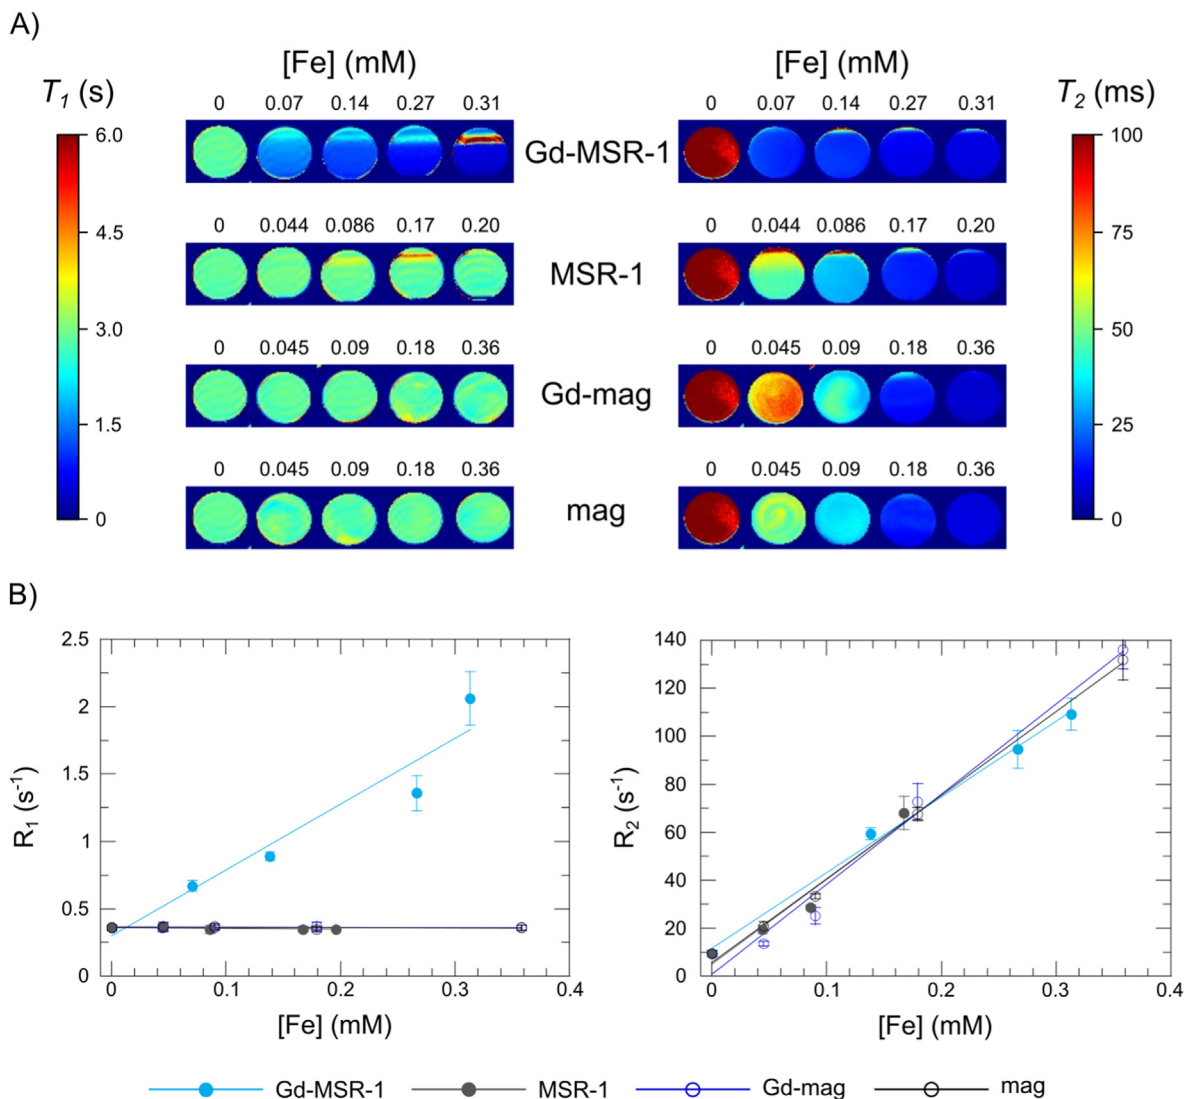 A)
[Fe] (mM)
[Fe] (mM)
T1 (s)
T2 (ms)
0 0.07 0.14 0.27 0.31
0 0.07 0.14 0.27 0.31
6.0
4.5
3.0
1.5
0
100
75
50
25
0
Gd-MSR-1
0 0.044 0.086 0.17 0.20
0 0.044 0.086 0.17 0.20
MSR-1
0 0.045 0.09 0.18 0.36
0 0.045 0.09 0.18 0.36
Gd-mag
0 0.045 0.09 0.18 0.36
0 0.045 0.09 0.18 0.36
mag
B)
2.5
2
1.5
1
0.5
0
R1 (s-1)
0 0.1 0.2 0.3 0.4
[Fe] (mM)
140
120
100
80
60
40
20
0
R2 (s-1)
0 0.1 0.2 0.3 0.4
[Fe] (mM)
Gd-MSR-1 MSR-1 Gd-mag mag